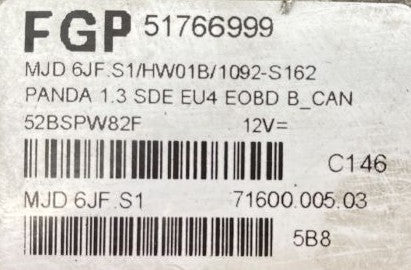 FGP 51766999
MJD 6JF.S1/HW01B/1092-S162
PANDA 1.3 SDE EU4 EOBD B_CAN
52BSPW82F 12V=
C146
MJD 6JF.S1 71600.005.03
5B8